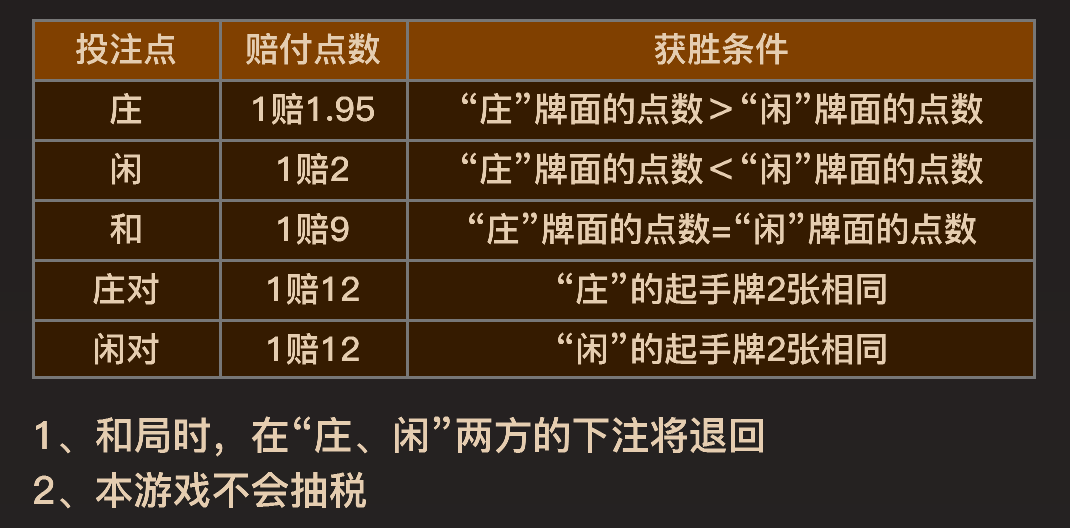 投注点 赔付点数 获胜条件
庄 1赔1.95 “庄”牌面的点数＞“闲”牌面的点数
闲 1赔2 “庄”牌面的点数＜“闲”牌面的点数
和 1赔9 “庄”牌面的点数=“闲”牌面的点数
庄对 1赔12 “庄”的起手牌2张相同
闲对 1赔12 “闲”的起手牌2张相同
1、和局时，在“庄、闲”两方的下注将退回
2、本游戏不会抽税